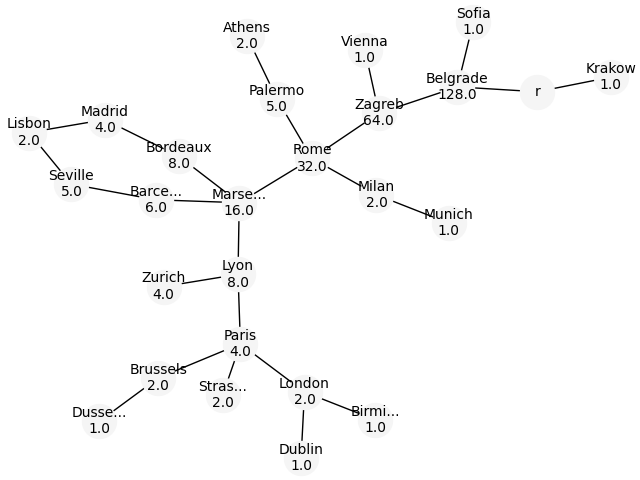 Sofia
1.0
Athens
2.0
Vienna
1.0
Krakow
1.0
Belgrade
128.0
r
Palermo
5.0
Zagreb
64.0
Madrid
4.0
Lisbon
2.0
Bordeaux
8.0
Rome
32.0
Seville
5.0
Barce...
6.0
Marse...
16.0
Milan
2.0
Munich
1.0
Zurich
4.0
Lyon
8.0
Paris
4.0
Brussels
2.0
Stras...
2.0
London
2.0
Dusse...
1.0
Birmi...
1.0
Dublin
1.0